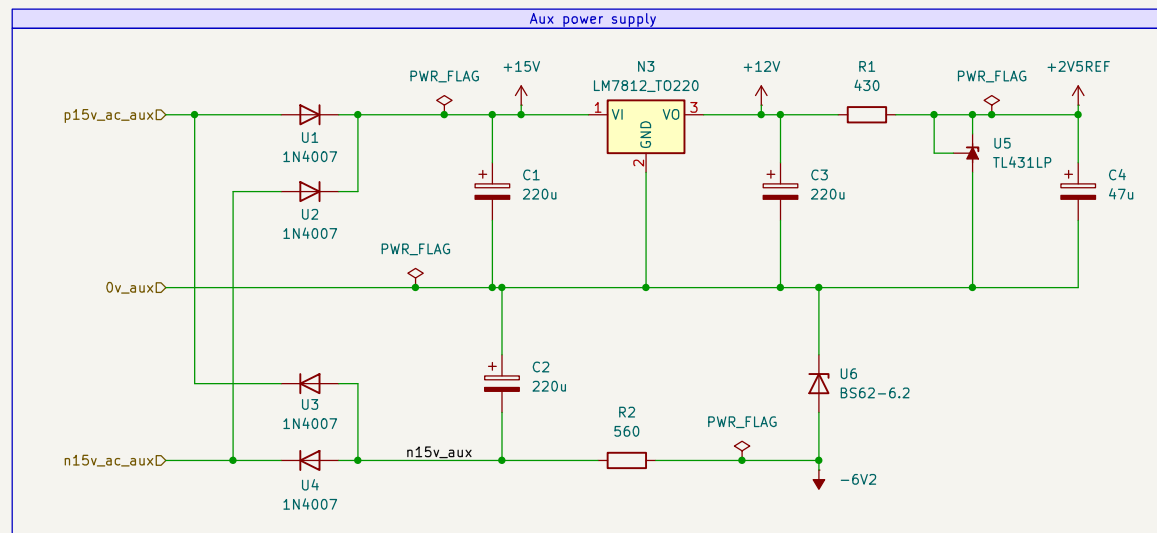 Aux power supply
PWR_FLAG
+15V
N3
LM7812_TO220
+12V
R1
430
PWR_FLAG
+2V5REF
p15v_ac_aux
U1
1N4007
1
VI
VO
3
GND
2
U5
TL431LP
U2
1N4007
+
C1
220u
+
C3
220u
+
C4
47u
PWR_FLAG
0v_aux
U3
1N4007
+
C2
220u
U6
BS62-6.2
R2
560
PWR_FLAG
n15v_ac_aux
n15v_aux
U4
1N4007
-6V2